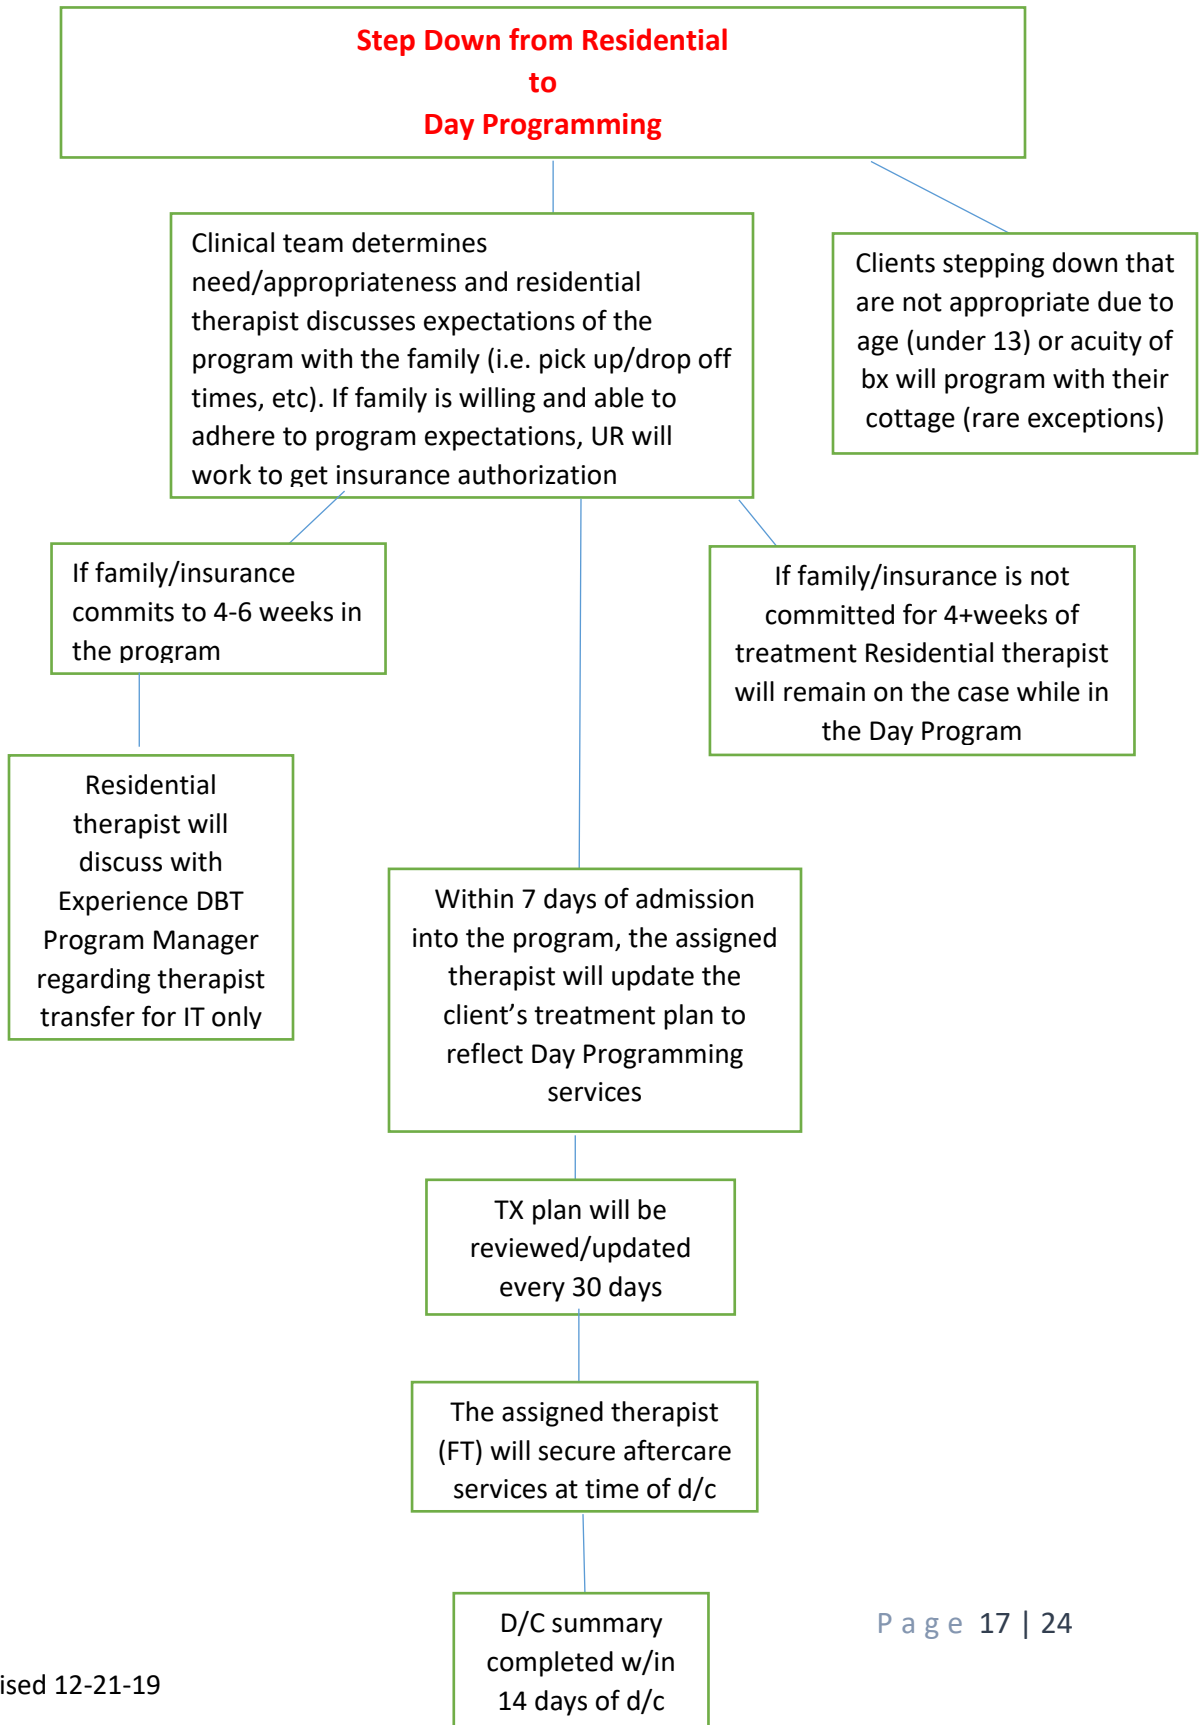 Step Down from Residential
to
Day Programming
Clinical team determines
need/appropriateness and residential
therapist discusses expectations of the
program with the family (i.e. pick up/drop off
times, etc). If family is willing and able to
adhere to program expectations, UR will
work to get insurance authorization
Clients stepping down that
are not appropriate due to
age (under 13) or acuity of
bx will program with their
cottage (rare exceptions)
If family/insurance
commits to 4-6 weeks in
the program
If family/insurance is not
committed for 4+weeks of
treatment Residential therapist
will remain on the case while in
the Day Program
Residential
therapist will
discuss with
Experience DBT
Program Manager
regarding therapist
transfer for IT only
Within 7 days of admission
into the program, the assigned
therapist will update the
client’s treatment plan to
reflect Day Programming
services
TX plan will be
reviewed/updated
every 30 days
The assigned therapist
(FT) will secure aftercare
services at time of d/c
D/C summary
completed w/in
14 days of d/c
Page 17 | 24
ised 12-21-19